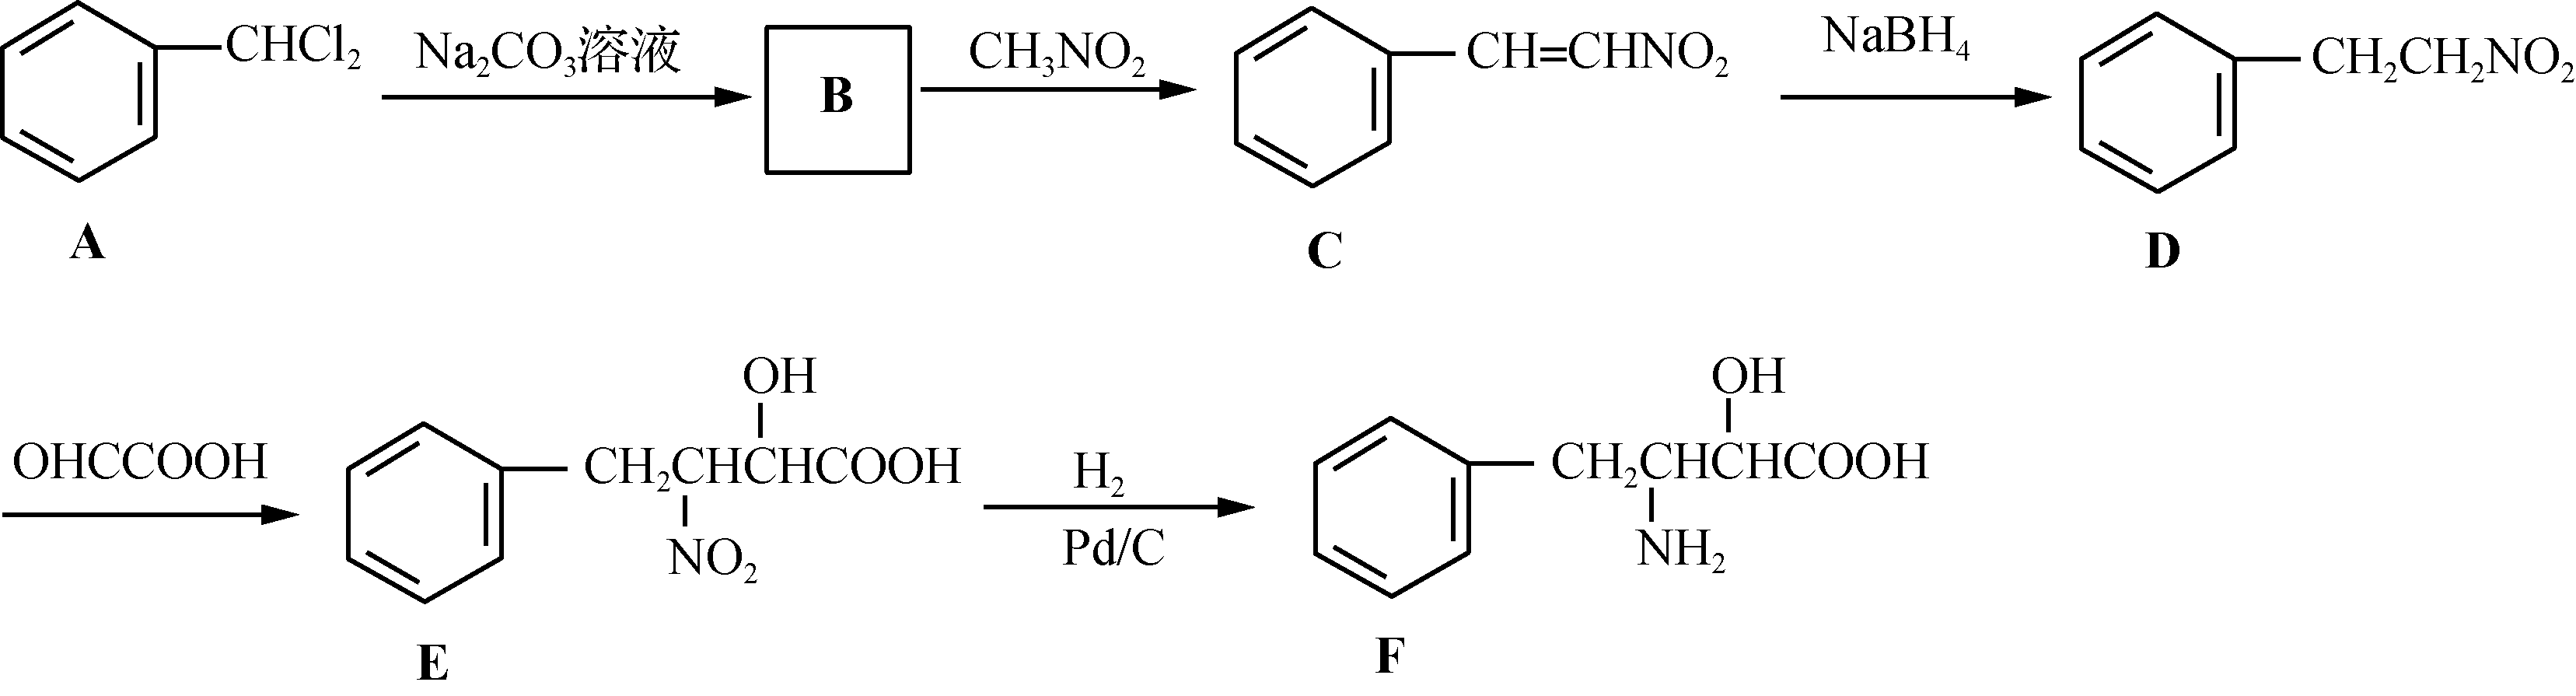 CHCl₂ Na₂CO₃溶液 B CH₃NO₂ CH=CHNO₂ NaBH₄ CH₂CH₂NO₂
A C D
OHCCOOH OH CH₂CHCHCOOH NO₂ H₂ Pd/C OH CH₂CHCHCOOH NH₂
E F